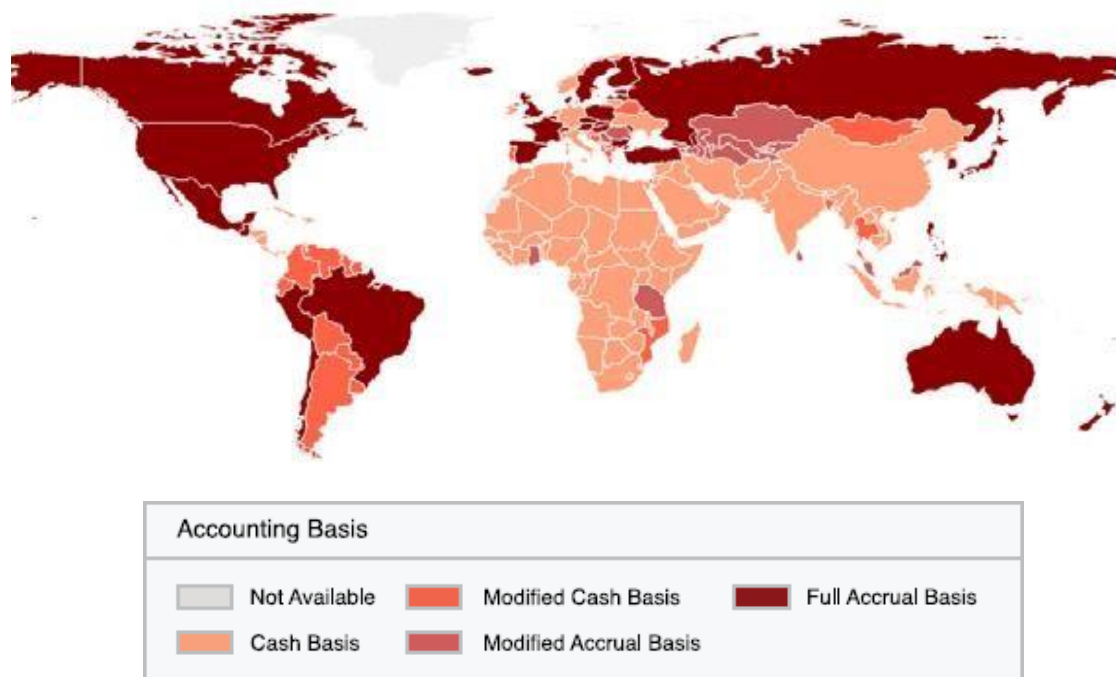 Accounting Basis
Not Available Modified Cash Basis Full Accrual Basis
Cash Basis Modified Accrual Basis